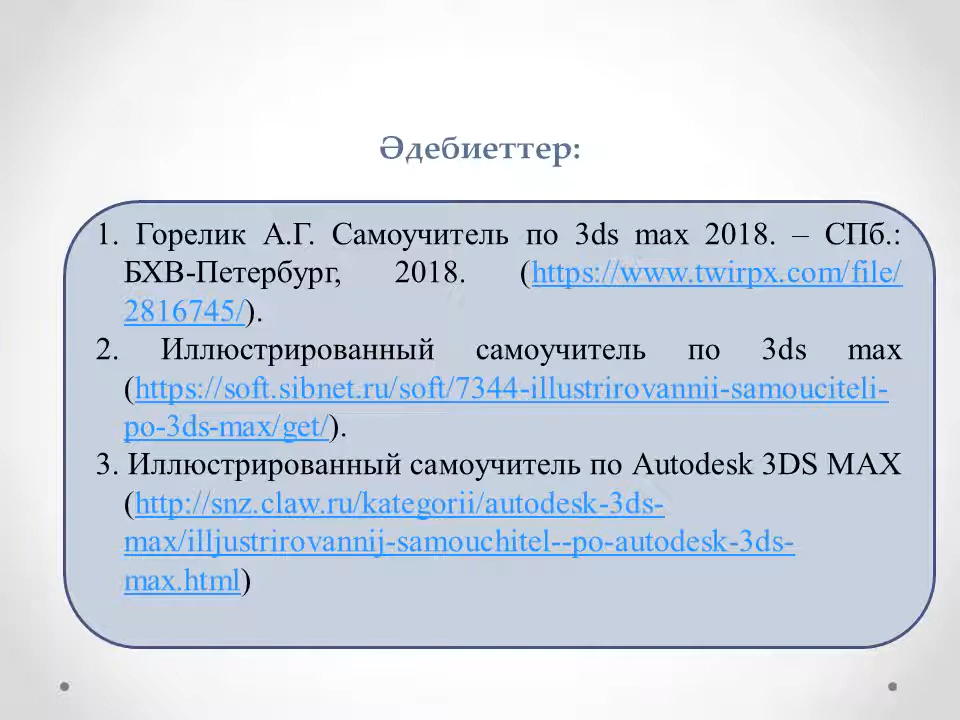 Әдебиеттер:
1. Горелик А.Г. Самоучитель по 3ds max 2018. – СПб.:
БХВ-Петербург, 2018. (https://www.twirpx.com/file/
2816745/).
2. Иллюстрированный самоучитель по 3ds max
(https://soft.sibnet.ru/soft/7344-illustrirovannii-samouciteli-
po-3ds-max/get/).
3. Иллюстрированный самоучитель по Autodesk 3DS MAX
(http://snz.claw.ru/kategorii/autodesk-3ds-
max/illjustrirovannij-samouchitel--po-autodesk-3ds-
max.html)